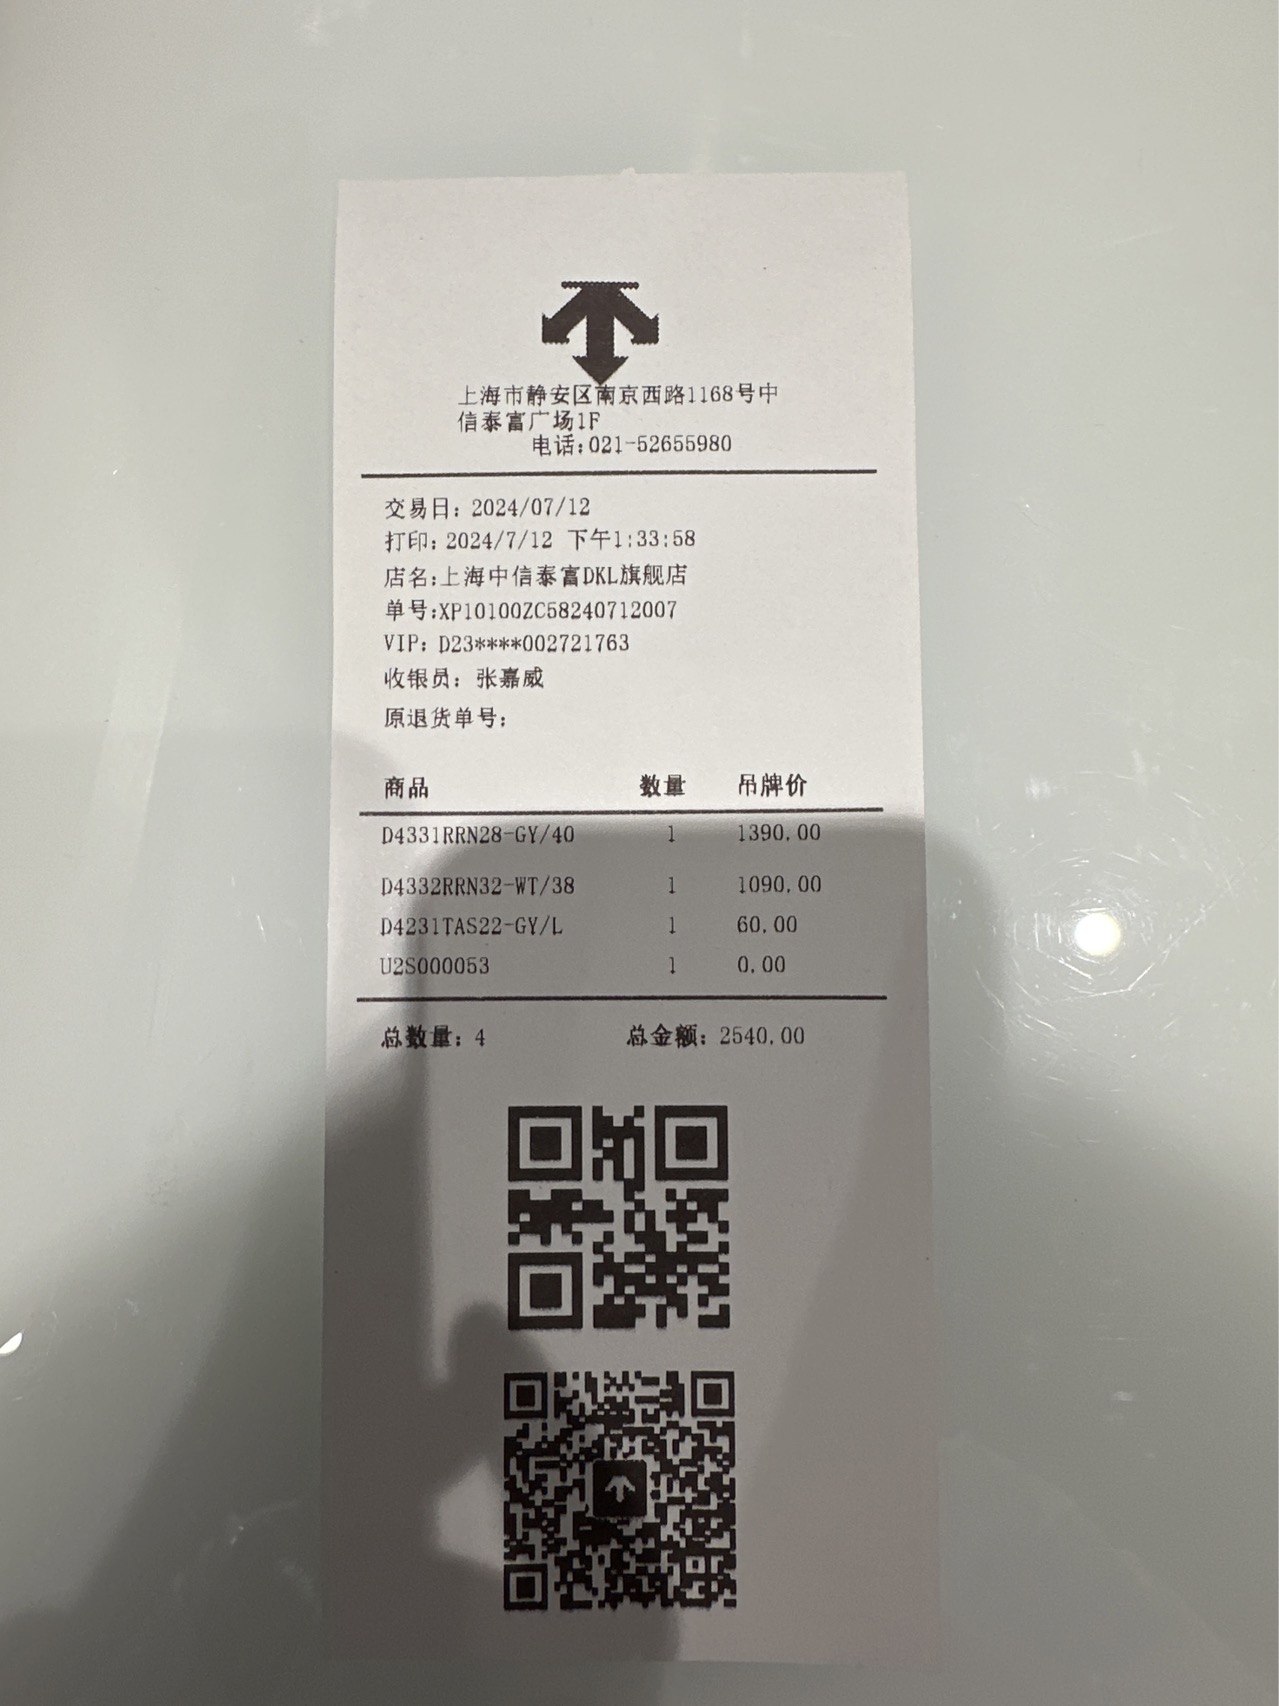 上海市静安区南京西路1168号中
信泰富广场1F
电话:021-52655980
交易日: 2024/07/12
打印: 2024/7/12 下午1:33:58
店名:上海中信泰富DKL旗舰店
单号:XP10100ZC58240712007
VIP: D23****002721763
收银员: 张嘉威
原退货单号:
商品 数量 吊牌价
D4331RRN28-GY/40 1 1390.00
D4332RRN32-WT/38 1 1090.00
D4231TAS22-GY/L 1 60.00
U2S000053 1 0.00
总数量: 4 总金额: 2540.00